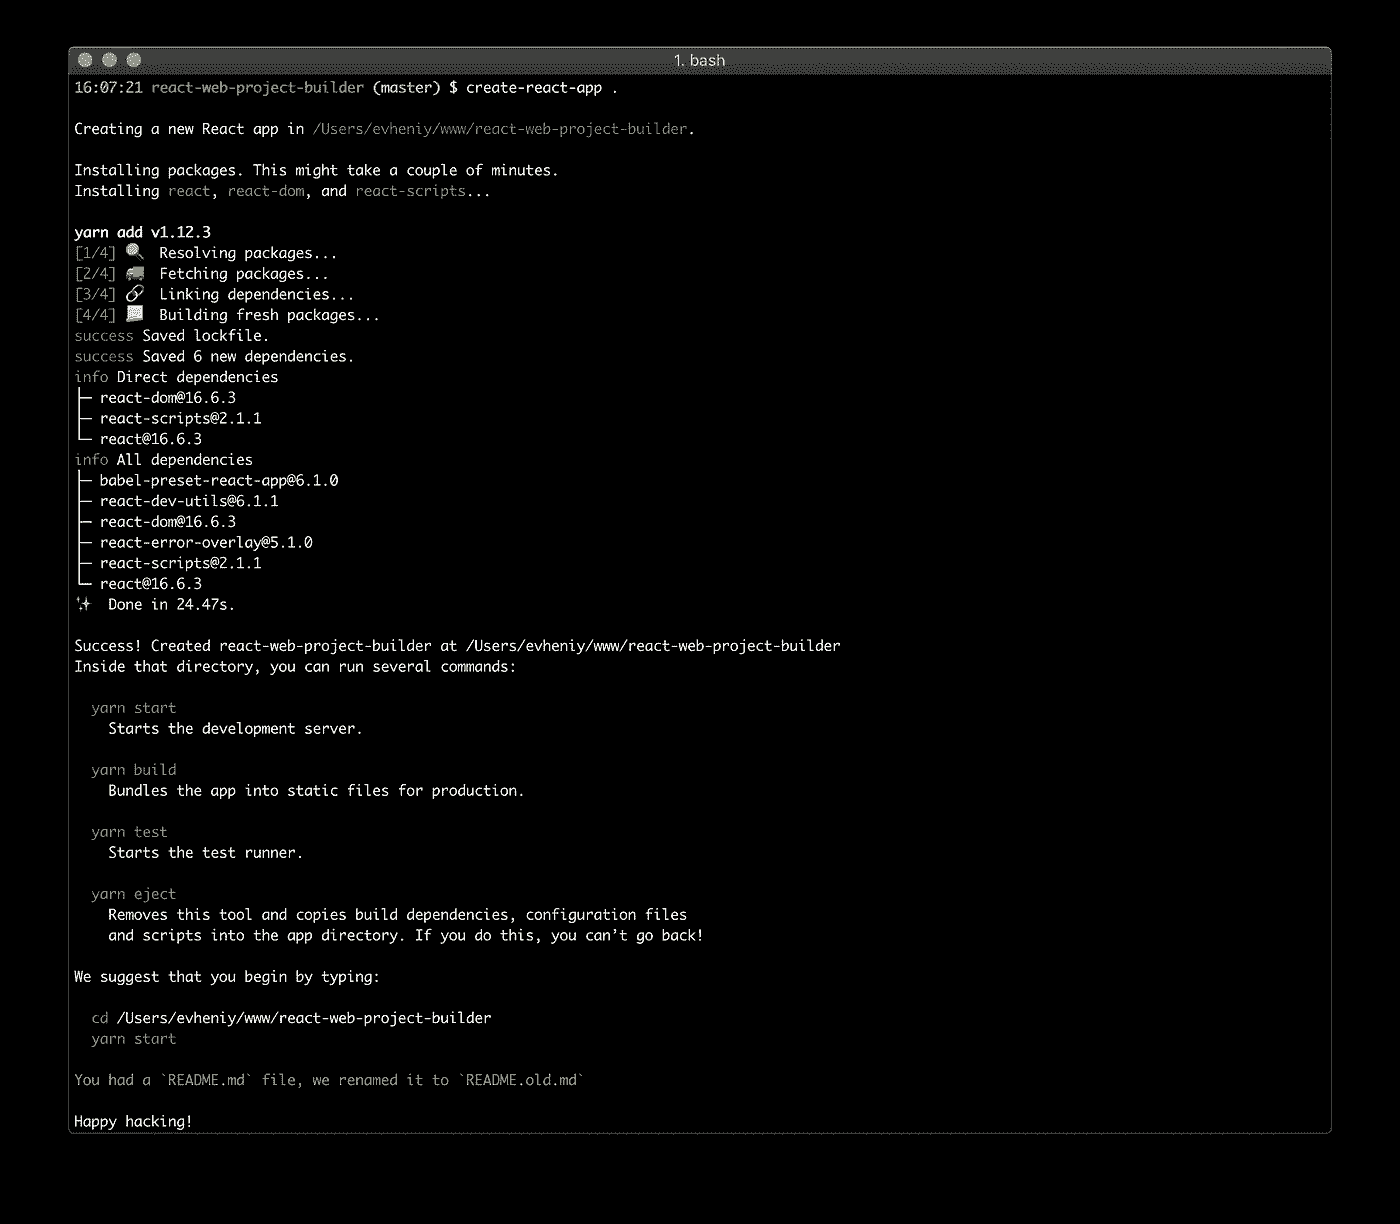 1. bash
16:07:21 react-web-project-builder (master) $ create-react-app .
Creating a new React app in /Users/evheniy/www/react-web-project-builder.
Installing packages. This might take a couple of minutes.
Installing react, react-dom, and react-scripts...
yarn add v1.12.3
[1/4] 🔍 Resolving packages...
[2/4] 🚚 Fetching packages...
[3/4] 🔗 Linking dependencies...
[4/4] 📃 Building fresh packages...
success Saved lockfile.
success Saved 6 new dependencies.
info Direct dependencies
├─ react-dom@16.6.3
├─ react-scripts@2.1.1
└─ react@16.6.3
info All dependencies
├─ babel-preset-react-app@6.1.0
├─ react-dev-utils@6.1.1
├─ react-dom@16.6.3
├─ react-error-overlay@5.1.0
├─ react-scripts@2.1.1
└─ react@16.6.3
✨ Done in 24.47s.
Success! Created react-web-project-builder at /Users/evheniy/www/react-web-project-builder
Inside that directory, you can run several commands:
yarn start
Starts the development server.
yarn build
Bundles the app into static files for production.
yarn test
Starts the test runner.
yarn eject
Removes this tool and copies build dependencies, configuration files
and scripts into the app directory. If you do this, you can’t go back!
We suggest that you begin by typing:
cd /Users/evheniy/www/react-web-project-builder
yarn start
You had a `README.md` file, we renamed it to `README.old.md`
Happy hacking!